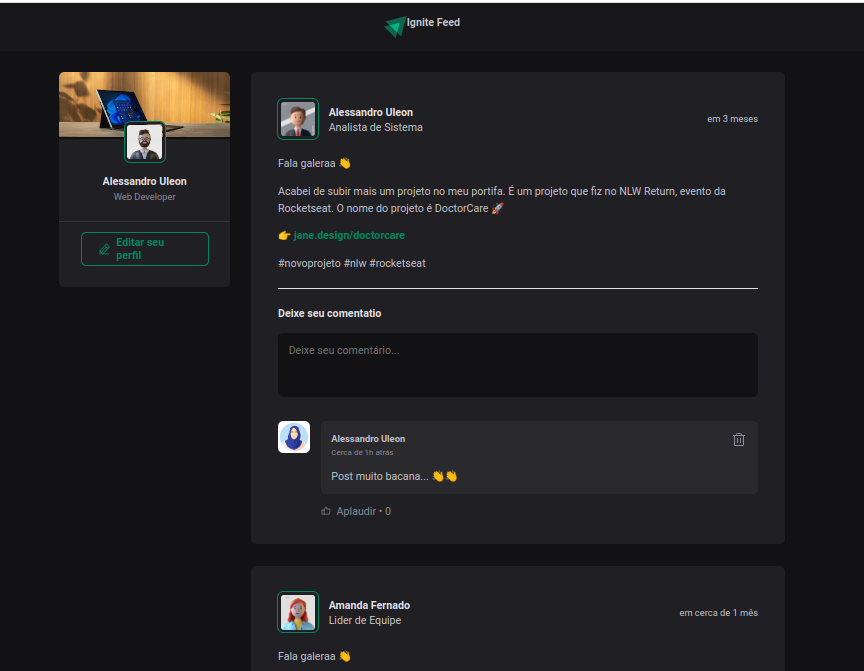 Ignite Feed
Alessandro Uleon
Web Developer
Editar seu
perfil
Alessandro Uleon
Analista de Sistema
em 3 meses
Fala galeraa 👋
Acabei de subir mais um projeto no meu portifa. É um projeto que fiz no NLW Return, evento da
Rocketseat. O nome do projeto é DoctorCare 🚀
👉 jane.design/doctorcare
#novoprojeto #nlw #rocketseat
Deixe seu comentatio
Deixe seu comentário...
Alessandro Uleon
Cerca de 1h atrás
Post muito bacana... 👏👏
Aplaudir • 0
Amanda Fernado
Lider de Equipe
em cerca de 1 mês
Fala galeraa 👋